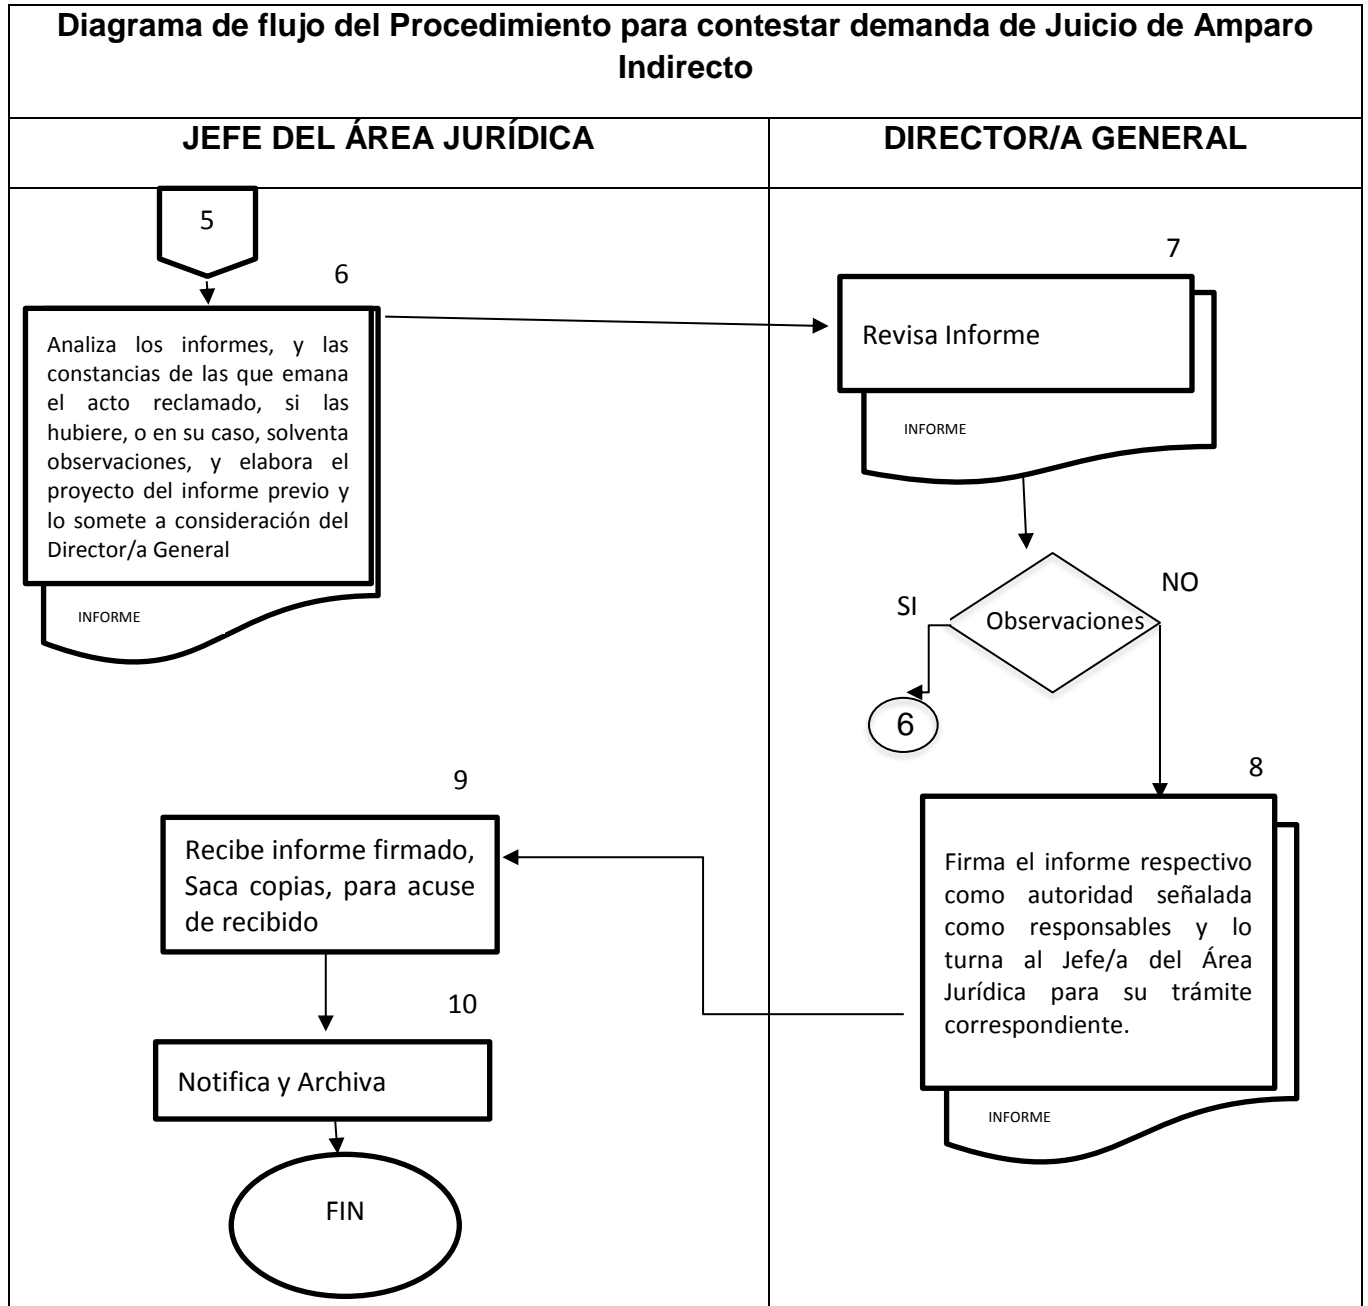 Diagrama de flujo del Procedimiento para contestar demanda de Juicio de Amparo
Indirecto
JEFE DEL ÁREA JURÍDICA
DIRECTOR/A GENERAL
5
6
Analiza los informes, y las
constancias de las que emana
el acto reclamado, si las
hubiere, o en su caso, solventa
observaciones, y elabora el
proyecto del informe previo y
lo somete a consideración del
Director/a General
INFORME
7
Revisa Informe
INFORME
Observaciones
SI
NO
6
8
Firma el informe respectivo
como autoridad señalada
como responsables y lo
turna al Jefe/a del Área
Jurídica para su trámite
correspondiente.
INFORME
9
Recibe informe firmado,
Saca copias, para acuse
de recibido
10
Notifica y Archiva
FIN